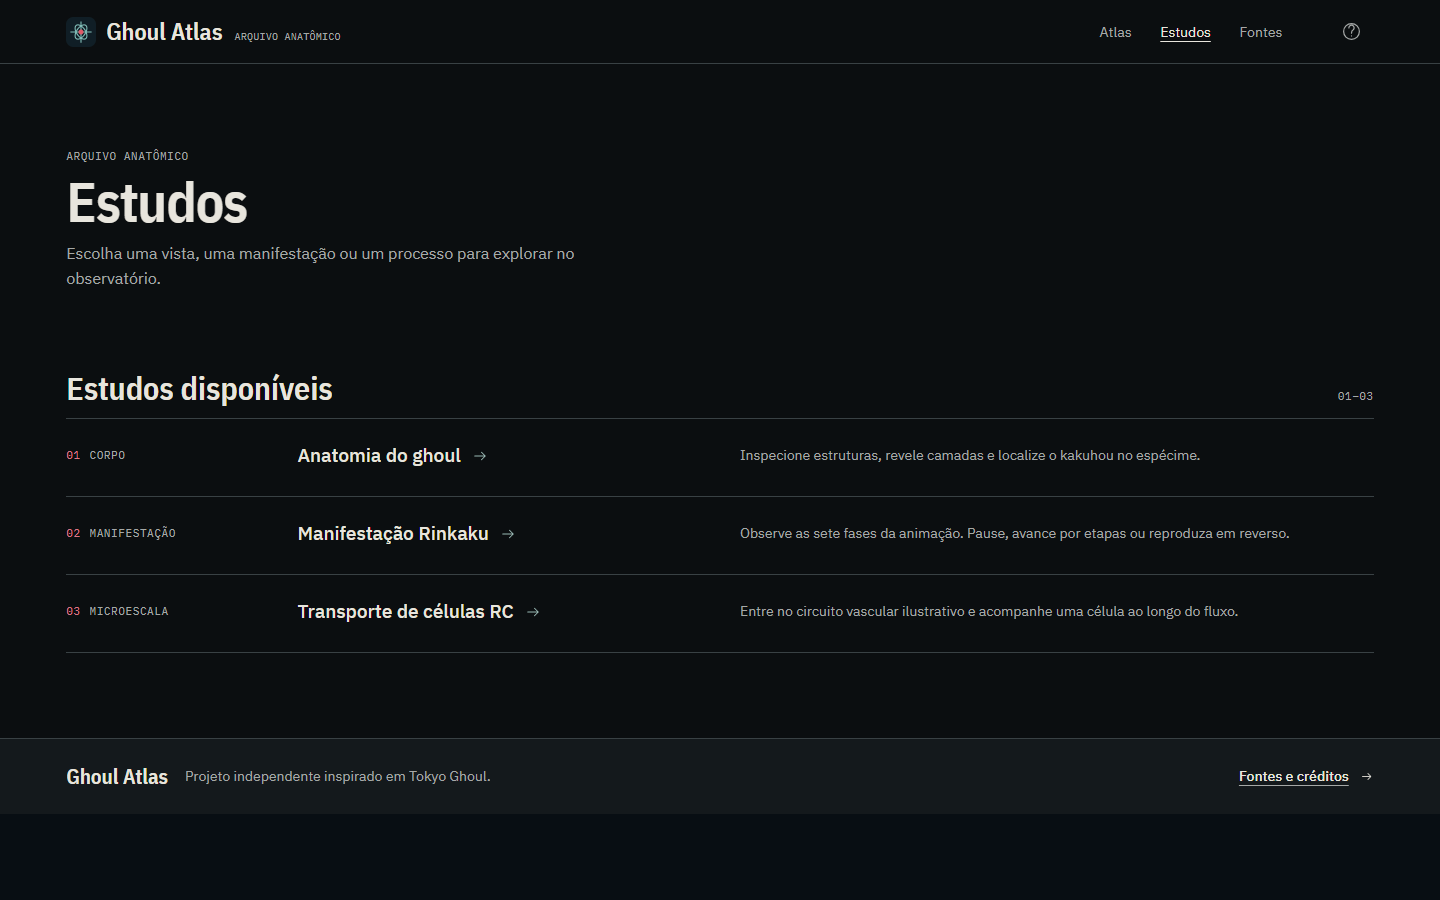 Ghoul Atlas ARQUIVO ANATÔMICO
Atlas Estudos Fontes ?
ARQUIVO ANATÔMICO
Estudos
Escolha uma vista, uma manifestação ou um processo para explorar no
observatório.
Estudos disponíveis
01–03
01 CORPO
Anatomia do ghoul →
Inspecione estruturas, revele camadas e localize o kakuhou no espécime.
02 MANIFESTAÇÃO
Manifestação Rinkaku →
Observe as sete fases da animação. Pause, avance por etapas ou reproduza em reverso.
03 MICROESCALA
Transporte de células RC →
Entre no circuito vascular ilustrativo e acompanhe uma célula ao longo do fluxo.
Ghoul Atlas Projeto independente inspirado em Tokyo Ghoul.
Fontes e créditos →